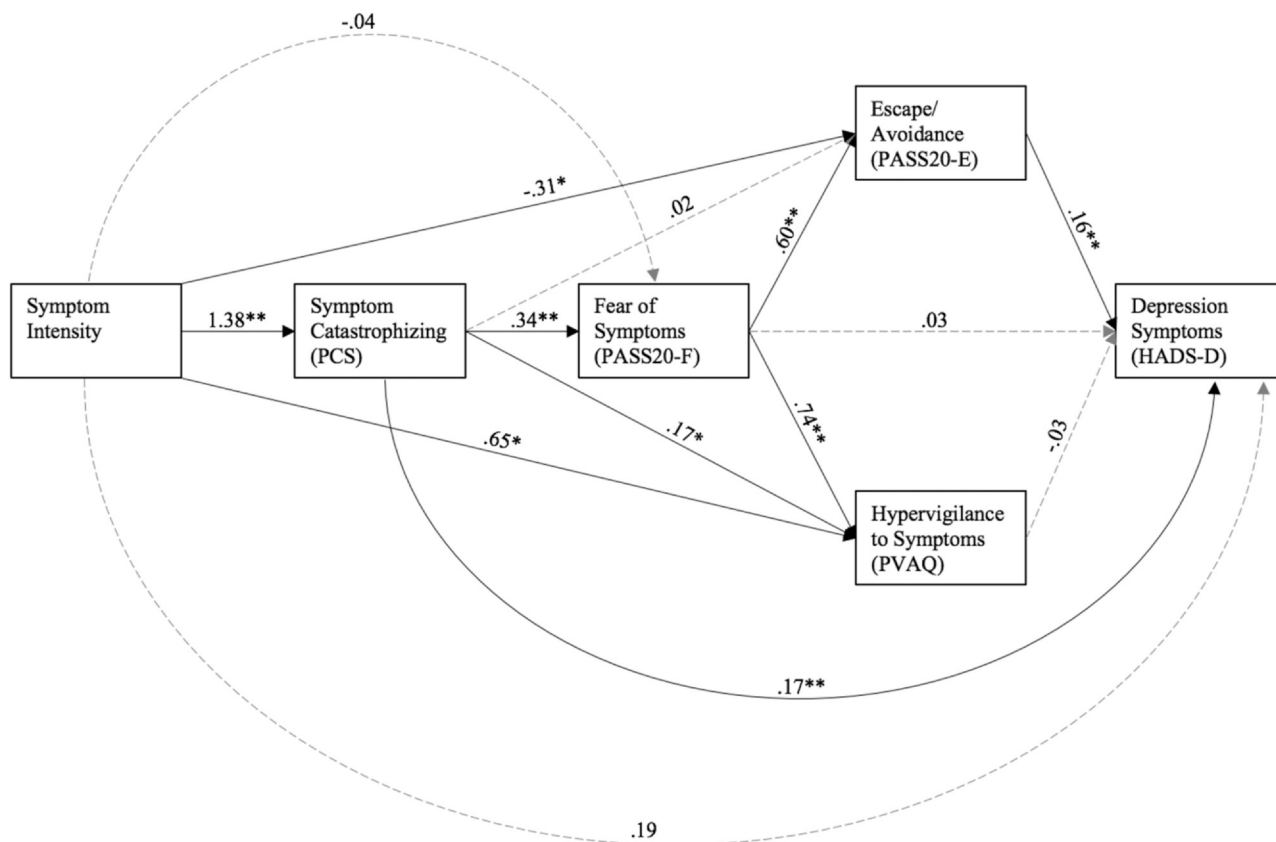 -.04
Escape/
Avoidance
(PASS20-E)
-.31*
.02
.60**
.16**
Symptom
Intensity
1.38**
Symptom
Catastrophizing
(PCS)
.34**
Fear of
Symptoms
(PASS20-F)
.03
Depression
Symptoms
(HADS-D)
.65*
.17*
.74**
-.03
Hypervigilance
to Symptoms
(PVAQ)
.17**
.19